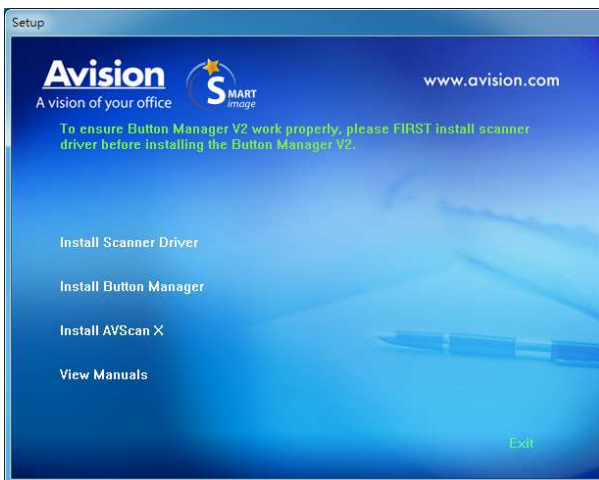 Setup
Avision
A vision of your office
SMART
image
www.avision.com
To ensure Button Manager V2 work properly, please FIRST install scanner
driver before installing the Button Manager V2.
Install Scanner Driver
Install Button Manager
Install AVScan X
View Manuals
Exit